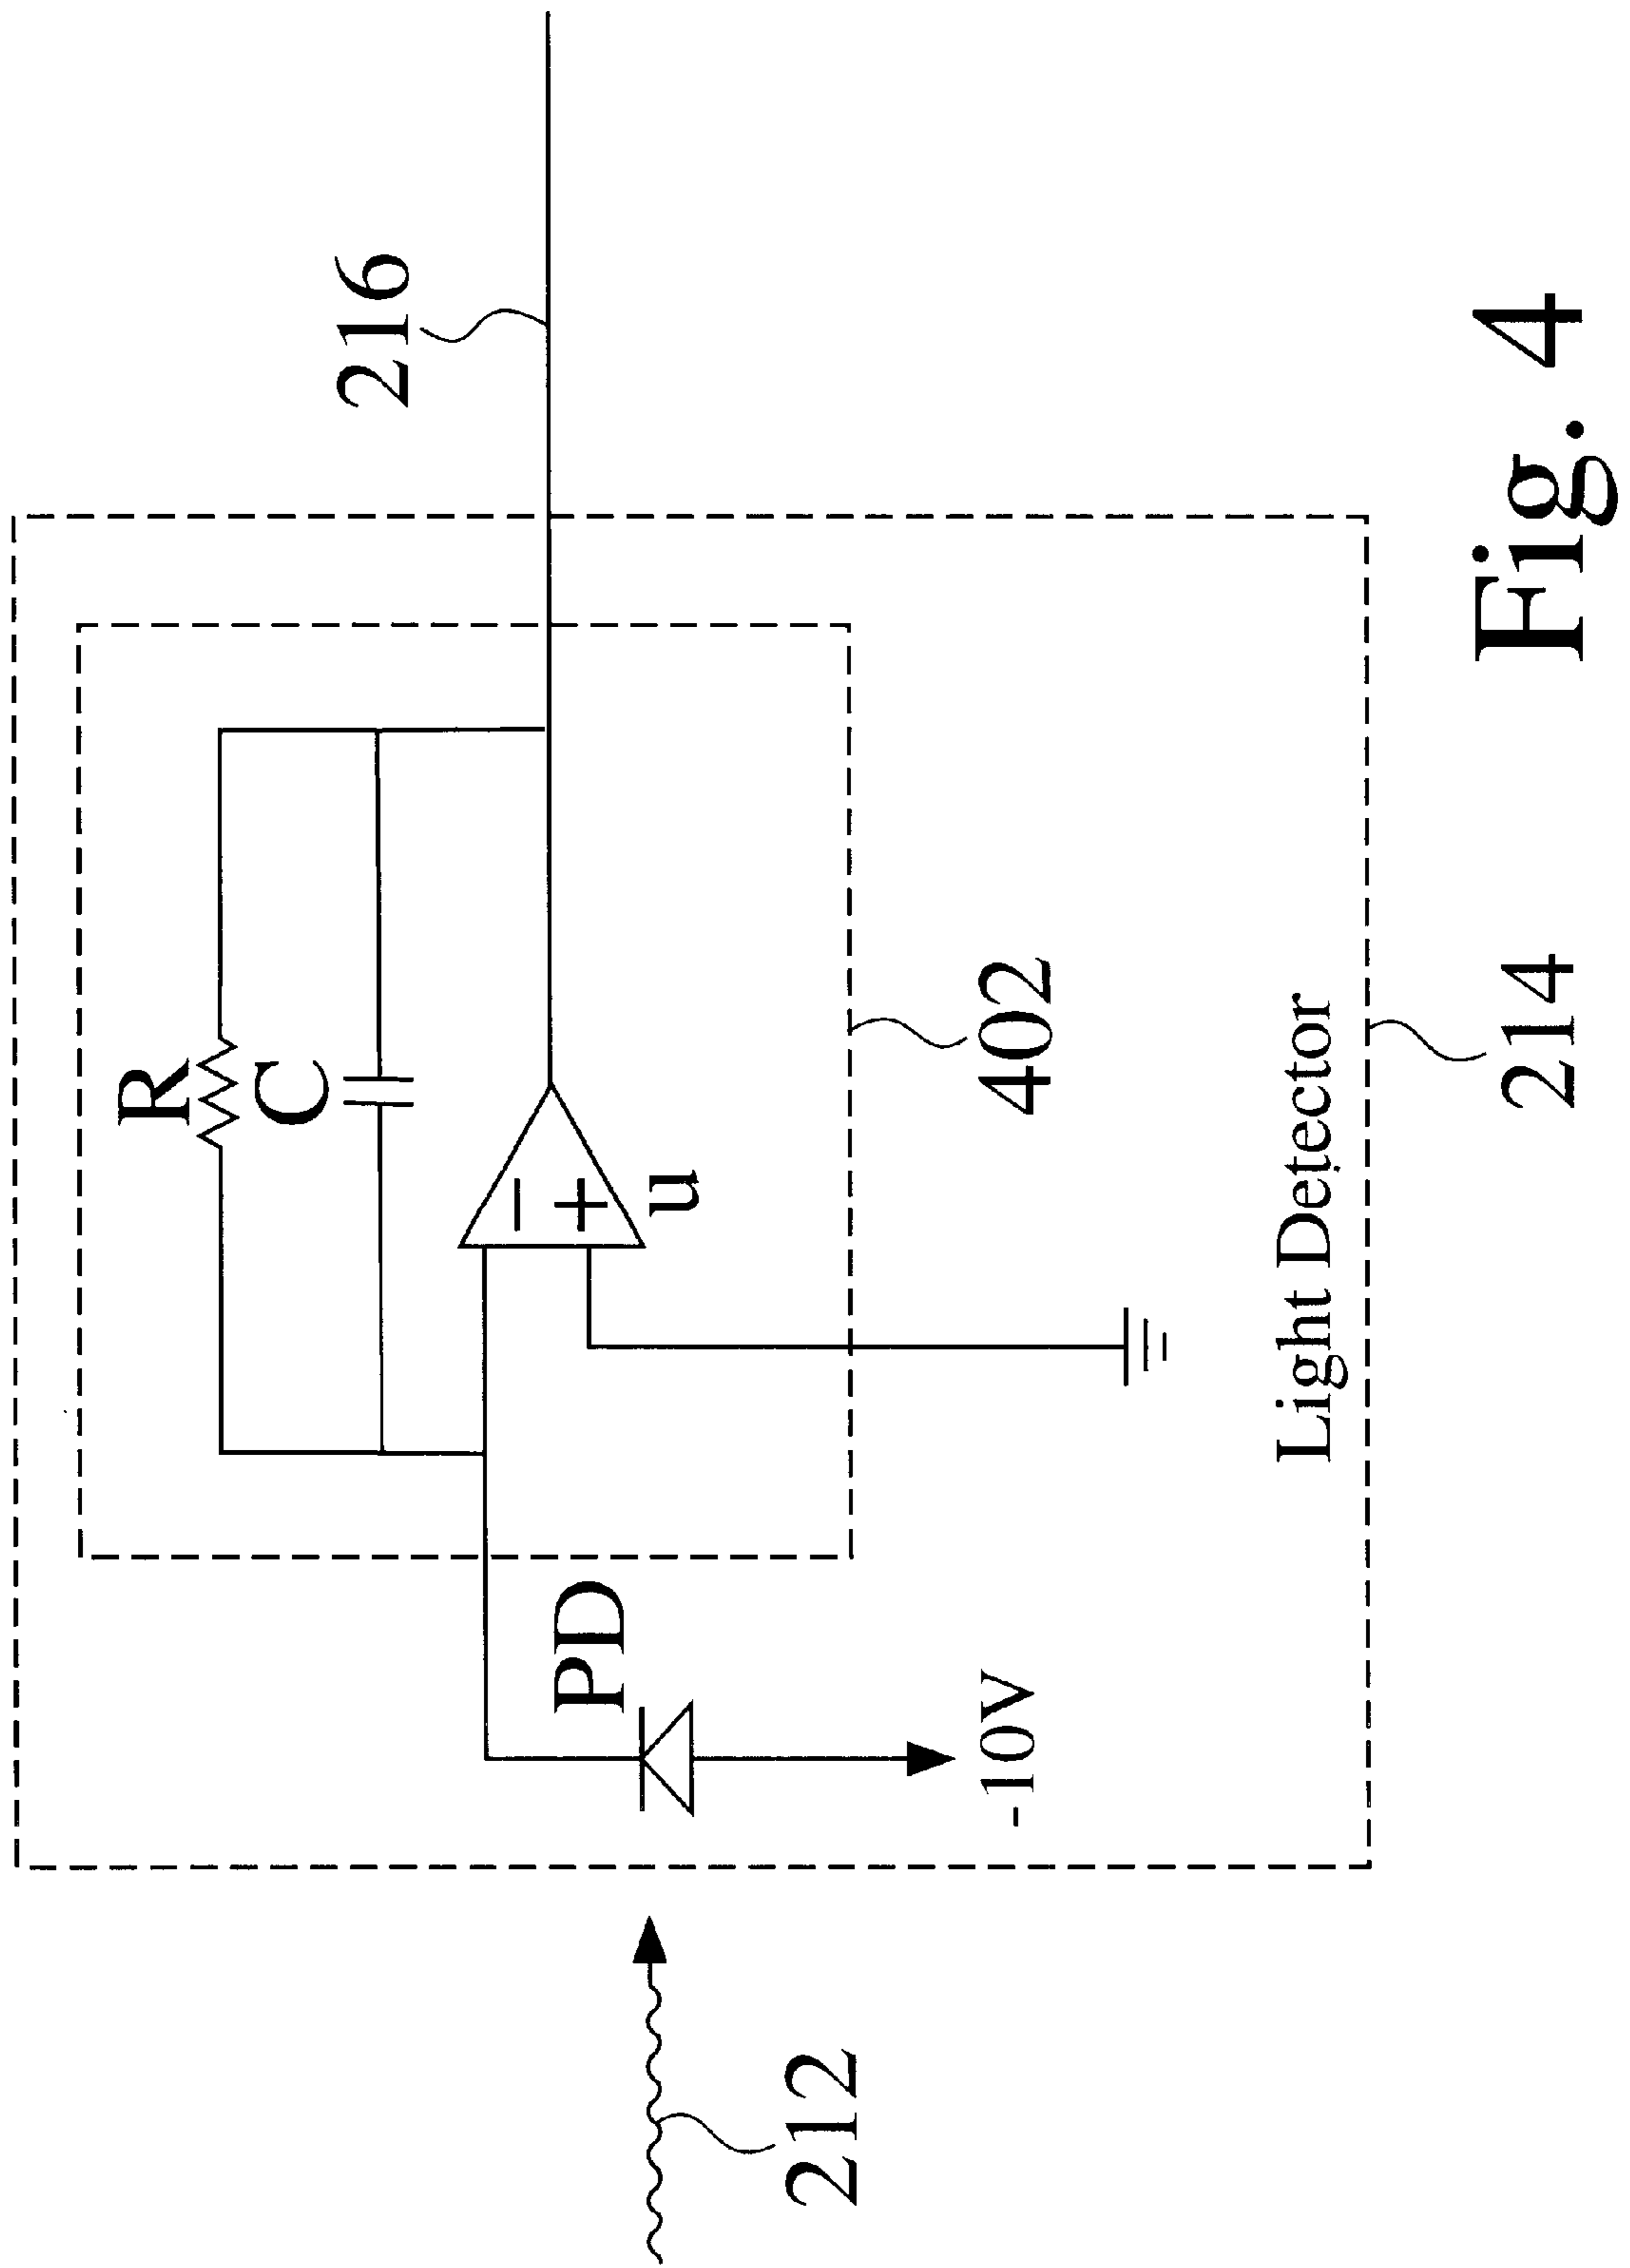 R
C
216
−
+
u
PD
402
-10V
212
Light Detector
214
Fig. 4